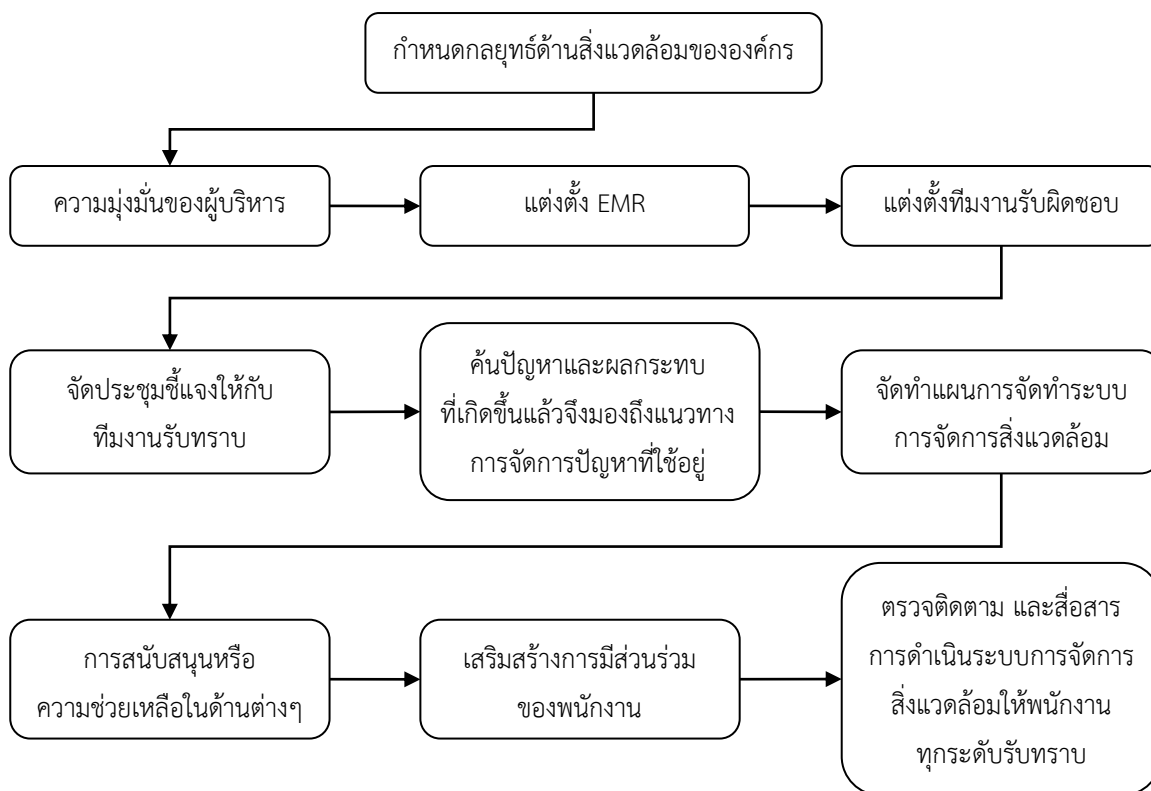 กำหนดกลยุทธ์ด้านสิ่งแวดล้อมขององค์กร
ความมุ่งมั่นของผู้บริหาร
แต่งตั้ง EMR
แต่งตั้งทีมงานรับผิดชอบ
จัดประชุมชี้แจงให้กับ
ทีมงานรับทราบ
ค้นปัญหาและผลกระทบ
ที่เกิดขึ้นแล้วจึงมองถึงแนวทาง
การจัดการปัญหาที่ใช้อยู่
จัดทำแผนการจัดทำระบบ
การจัดการสิ่งแวดล้อม
การสนับสนุนหรือ
ความช่วยเหลือในด้านต่างๆ
เสริมสร้างการมีส่วนร่วม
ของพนักงาน
ตรวจติดตาม และสื่อสาร
การดำเนินระบบการจัดการ
สิ่งแวดล้อมให้พนักงาน
ทุกระดับรับทราบ